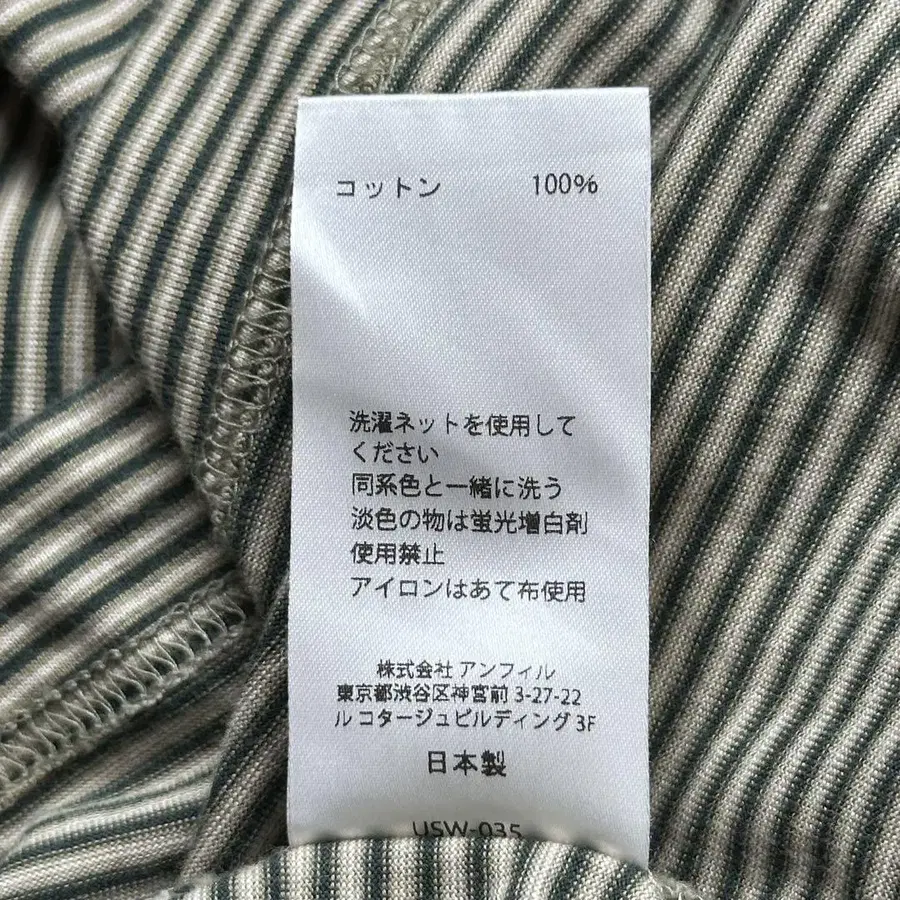 コットン 100%
洗濯ネットを使用して
ください
同系色と一緒に洗う
淡色の物は蛍光増白剤
使用禁止
アイロンはあて布使用
株式会社 アンフィル
東京都渋谷区神宮前 3-27-22
ル コタージュビルディング 3F
日本製
USW-035